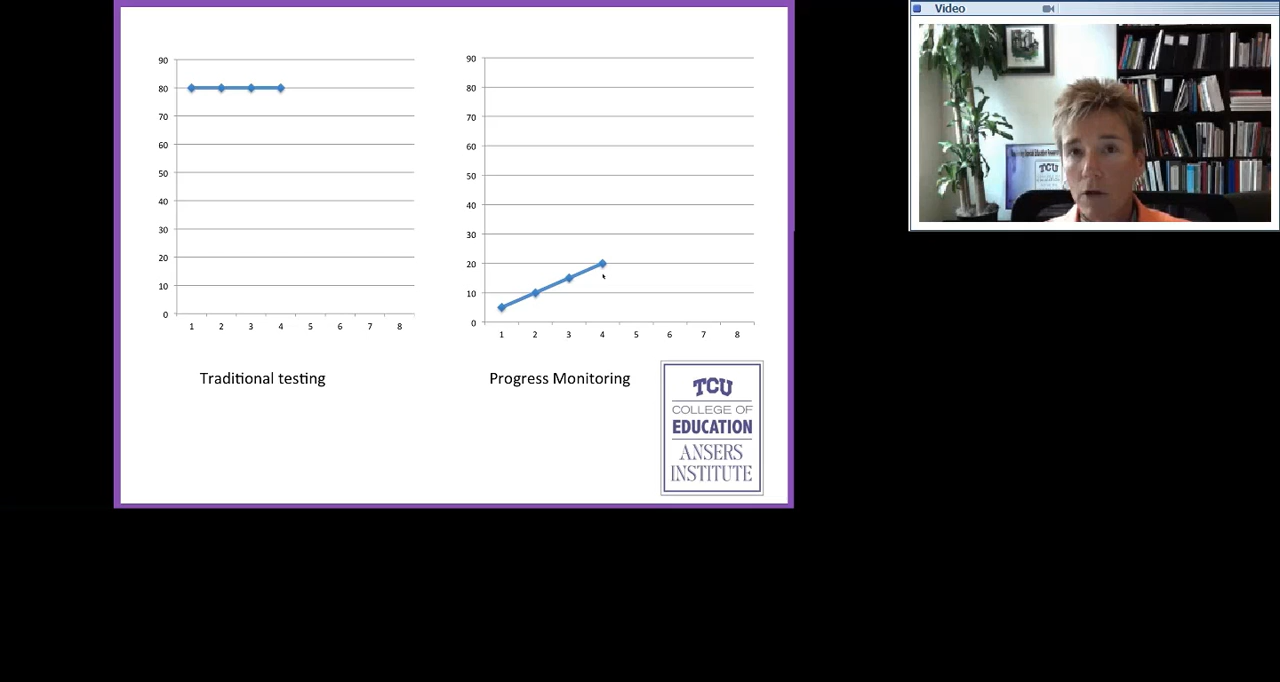 Video
90
80
70
60
50
40
30
20
10
0
1 2 3 4 5 6 7 8
Traditional testing
90
80
70
60
50
40
30
20
10
0
1 2 3 4 5 6 7 8
Progress Monitoring
TCU
COLLEGE OF
EDUCATION
ANSERS
INSTITUTE
TCU